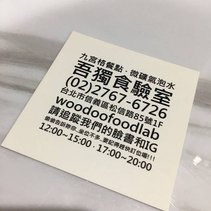 九宮格餐點．微礦氣泡水
吾獨食驗室
(02)2767-6726
台北市信義區松信路85號1F
woodoofoodlab
請追蹤我們的臉書和IG
12:00~15:00．17:00~20:00